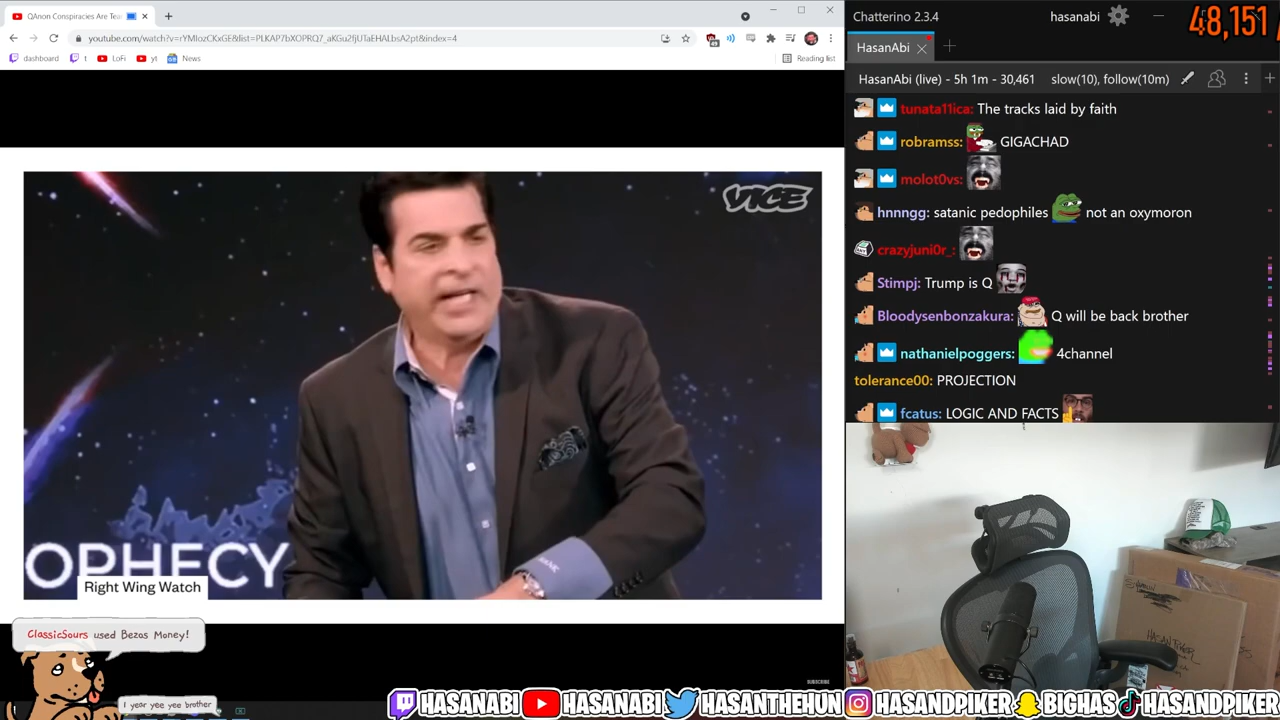 QAnon Conspiracies Are Tea
youtube.com/watch?v=rYMIozCKxGE&list=PLKAP7bXOPRQ7_aKGu2fjUTaEHALbsA2pt&index=4
dashboard
t
LoFi
yt
News
Reading list
VICE
OPHECY
Right Wing Watch
ClassicSours used Bezos Money!
1 year yee yee brother
SUBSCRIBE
Chatterino 2.3.4
hasanabi
48,151
HasanAbi
HasanAbi (live) - 5h 1m - 30,461
slow(10), follow(10m)
tunata11ica: The tracks laid by faith
robramss: GIGACHAD
molot0vs:
hnnngg: satanic pedophiles not an oxymoron
crazyjuni0r_:
Stimpj: Trump is Q
Bloodysenbonzakura: Q will be back brother
nathanielpoggers: 4channel
tolerance00: PROJECTION
fcatus: LOGIC AND FACTS
HASANABI HASANABI HASANTHEHUN HASANDPIKER BIGHAS HASANDPIKER